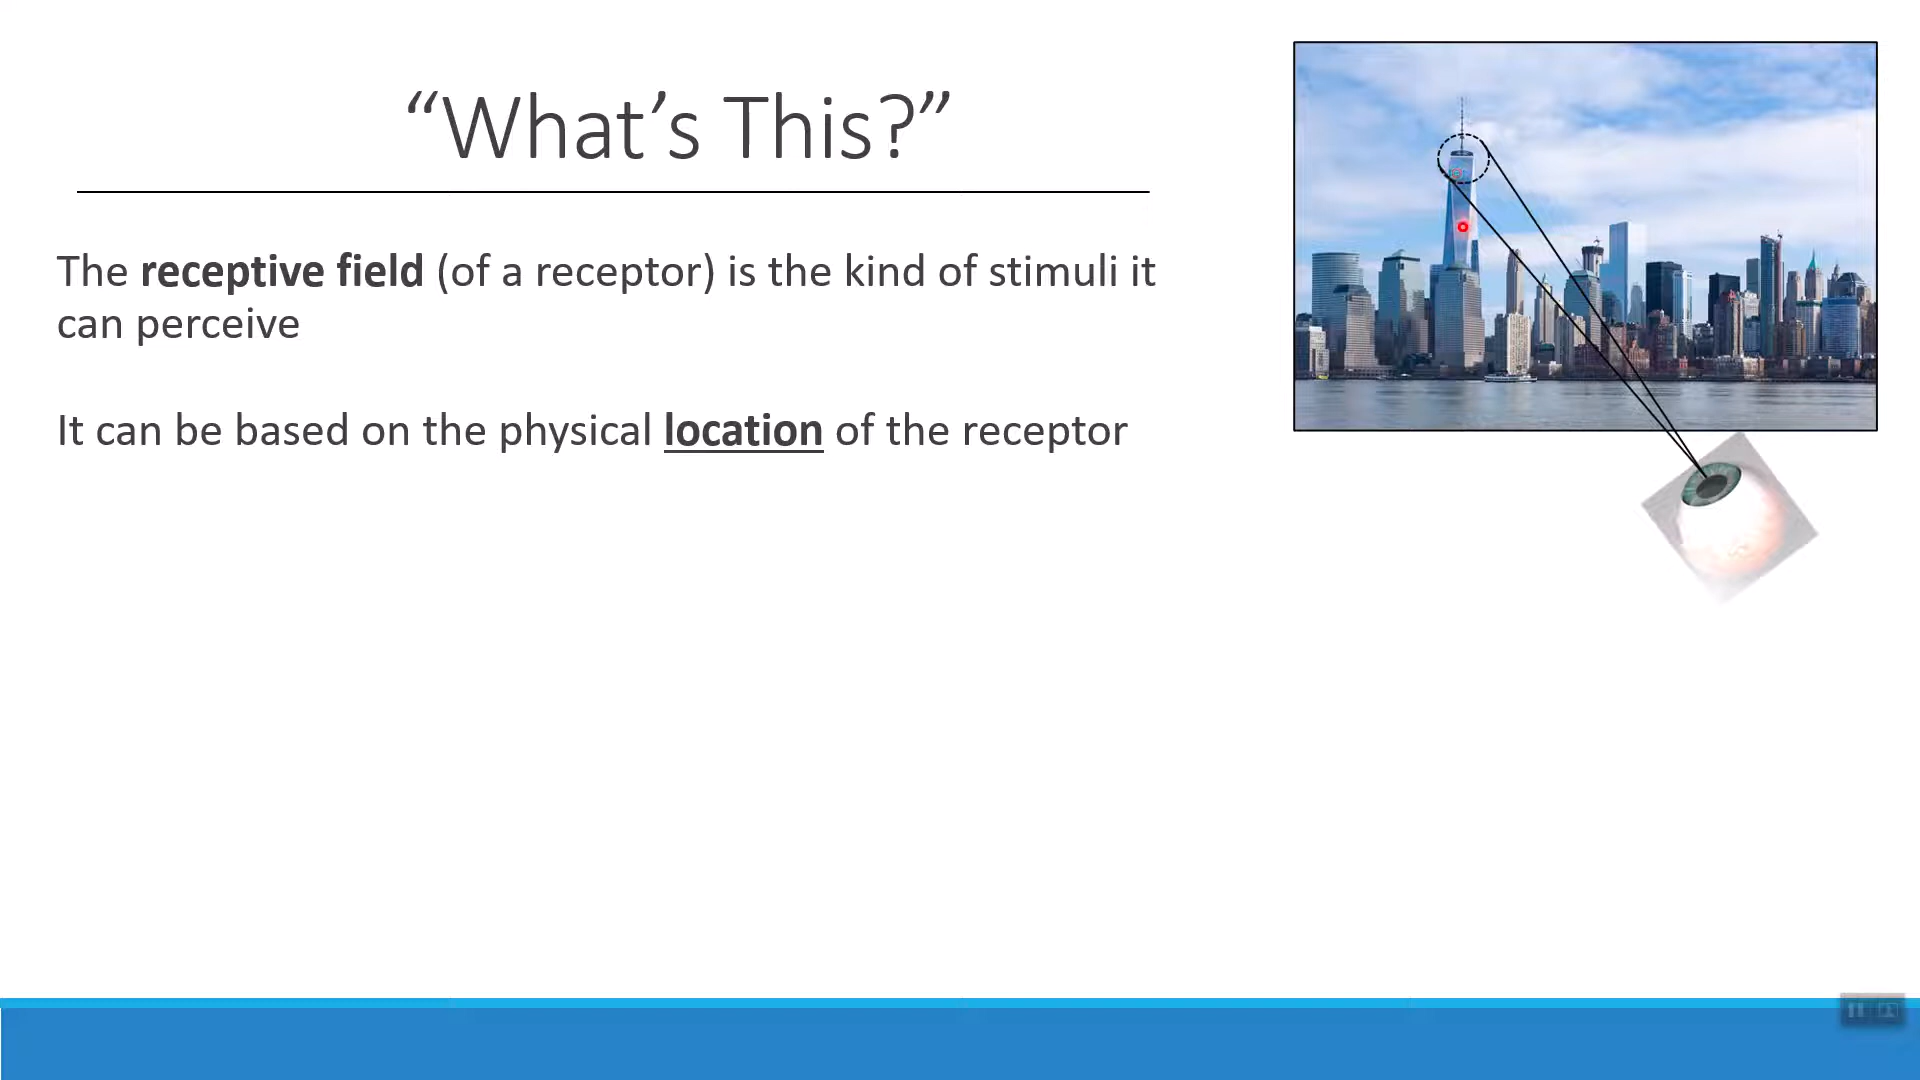 “What’s This?”
The receptive field (of a receptor) is the kind of stimuli it
can perceive
It can be based on the physical location of the receptor